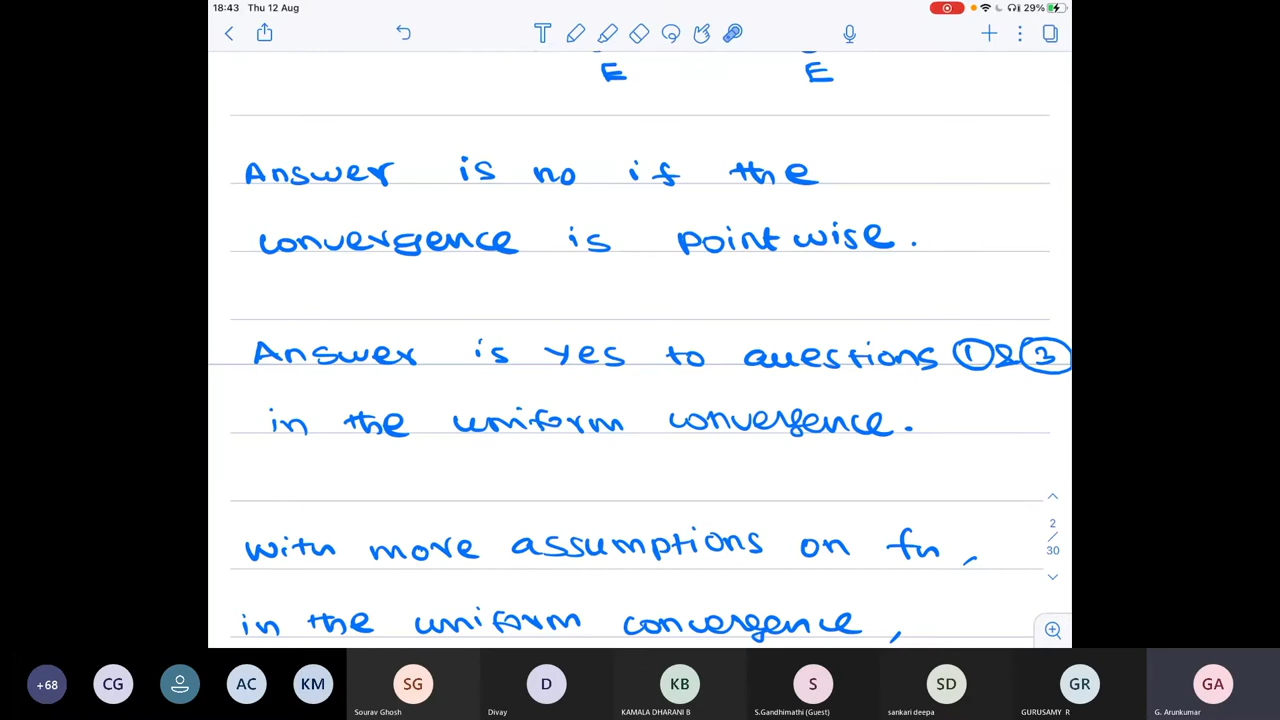 18:43 Thu 12 Aug
29%
E E
Answer is no if the
convergence is pointwise.
Answer is yes to questions ① & ③
in the uniform convergence.
2
/
30
with more assumptions on fn,
in the uniform convergence,
+68 CG AC KM SG D KB S SD GR GA
Sourav Ghosh Divay KAMALA DHARANI B S.Gandhimathi (Guest) sankari deepa GURUSAMY R G. Arunkumar